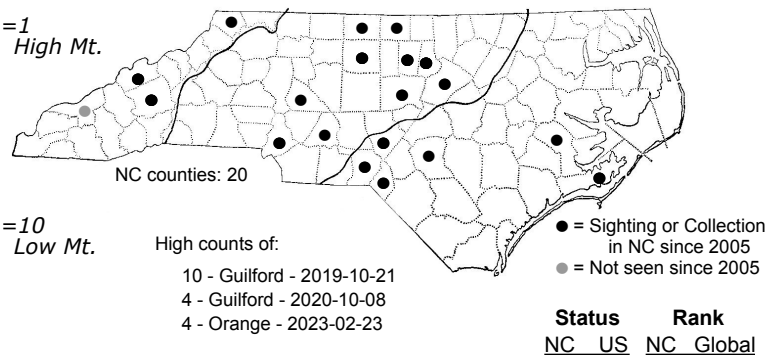 =1
High Mt.
NC counties: 20
=10
Low Mt.
High counts of:
10 - Guilford - 2019-10-21
4 - Guilford - 2020-10-08
4 - Orange - 2023-02-23
= Sighting or Collection
in NC since 2005
= Not seen since 2005
Status Rank
NC US NC Global